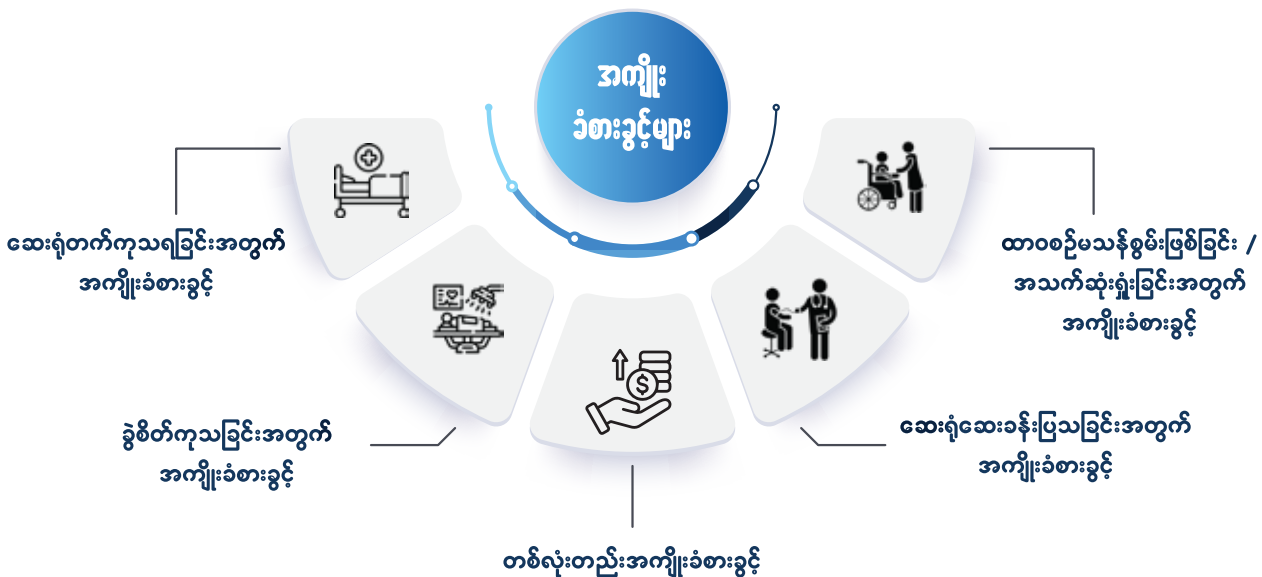 အကျိုး
ခံစားခွင့်များ
ဆေးရုံတက်ကုသရခြင်းအတွက်
အကျိုးခံစားခွင့်
ထာဝစဉ်မသန်စွမ်းဖြစ်ခြင်း /
အသက်ဆုံးရှုံးခြင်းအတွက်
အကျိုးခံစားခွင့်
ခွဲစိတ်ကုသခြင်းအတွက်
အကျိုးခံစားခွင့်
ဆေးရုံဆေးခန်းပြသခြင်းအတွက်
အကျိုးခံစားခွင့်
တစ်လုံးတည်းအကျိုးခံစားခွင့်